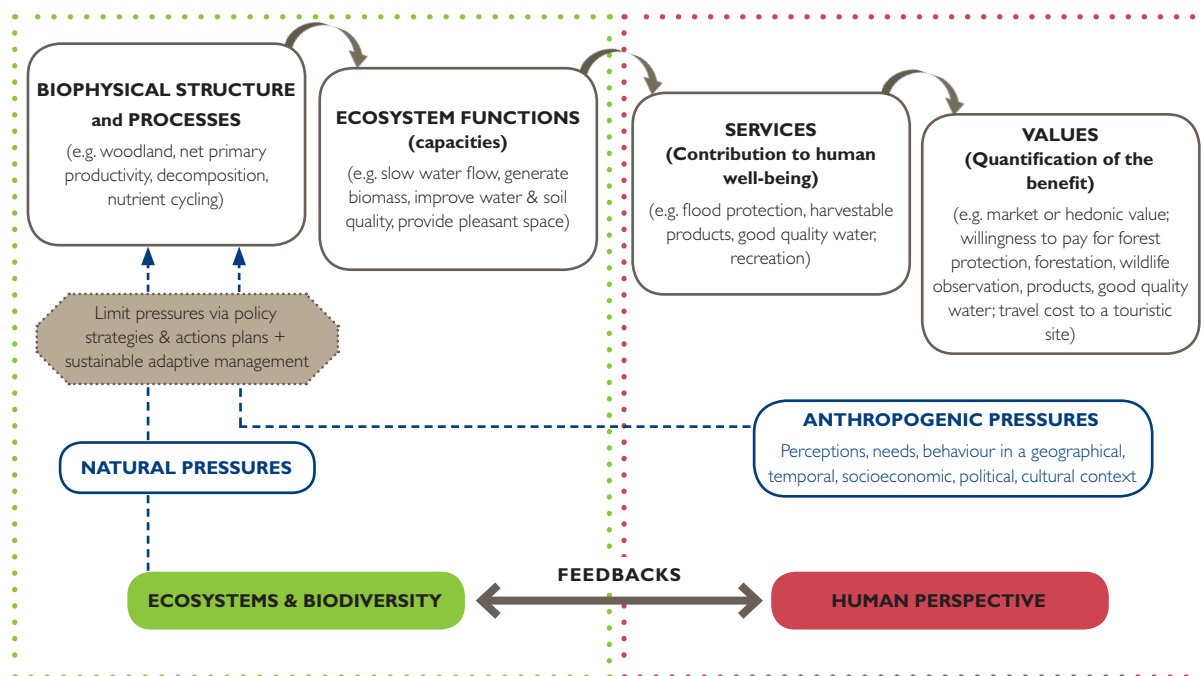 BIOPHYSICAL STRUCTURE
and PROCESSES
(e.g. woodland, net primary
productivity, decomposition,
nutrient cycling)
ECOSYSTEM FUNCTIONS
(capacities)
(e.g. slow water flow, generate
biomass, improve water & soil
quality, provide pleasant space)
SERVICES
(Contribution to human
well-being)
(e.g. flood protection, harvestable
products, good quality water,
recreation)
VALUES
(Quantification of the
benefit)
(e.g. market or hedonic value;
willingness to pay for forest
protection, forestation, wildlife
observation, products, good quality
water; travel cost to a touristic
site)
Limit pressures via policy
strategies & actions plans +
sustainable adaptive management
ANTHROPOGENIC PRESSURES
Perceptions, needs, behaviour in a geographical,
temporal, socioeconomic, political, cultural context
NATURAL PRESSURES
FEEDBACKS
ECOSYSTEMS & BIODIVERSITY
HUMAN PERSPECTIVE